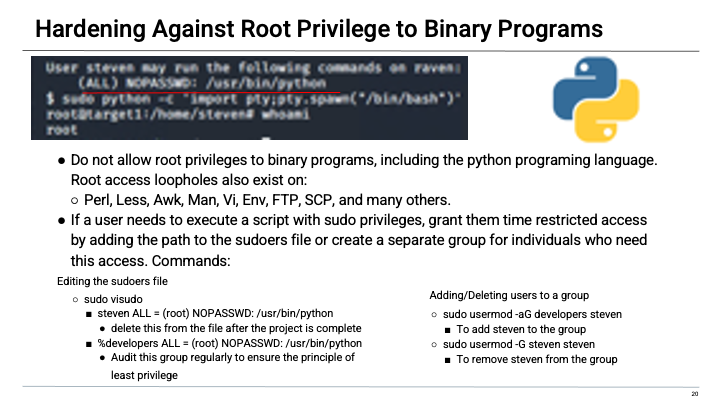 Hardening Against Root Privilege to Binary Programs
User steven may run the following commands on raven:
(ALL) NOPASSWD: /usr/bin/python
$ sudo python -c 'import pty;pty.spawn("/bin/bash")'
root@target1:/home/steven# whoami
root
● Do not allow root privileges to binary programs, including the python programing language.
Root access loopholes also exist on:
○ Perl, Less, Awk, Man, Vi, Env, FTP, SCP, and many others.
● If a user needs to execute a script with sudo privileges, grant them time restricted access
by adding the path to the sudoers file or create a separate group for individuals who need
this access. Commands:
Editing the sudoers file
○ sudo visudo
■ steven ALL = (root) NOPASSWD: /usr/bin/python
● delete this from the file after the project is complete
■ %developers ALL = (root) NOPASSWD: /usr/bin/python
● Audit this group regularly to ensure the principle of
least privilege
Adding/Deleting users to a group
○ sudo usermod -aG developers steven
■ To add steven to the group
○ sudo usermod -G steven steven
■ To remove steven from the group
20